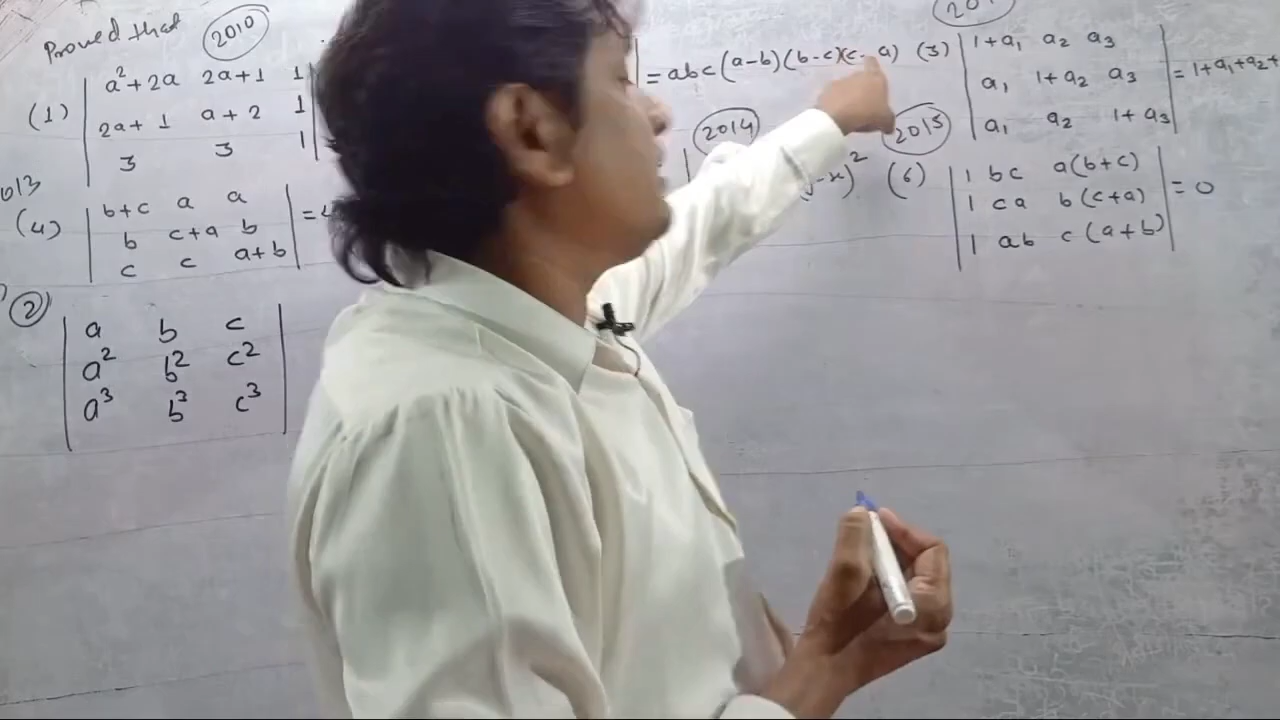 Proved that 2010
(1) | a²+2a 2a+1 1 |
| 2a+1 a+2 1 |
| 3 3 1 |
| = abc(a-b)(b-c)(c-a)
(3) | 1+a₁ a₂ a₃ |
| a₁ 1+a₂ a₃ | = 1+a₁+a₂+
| a₁ a₂ 1+a₃ |
(4) | b+c a a | =
| b c+a b |
| c c a+b |
2014
)²
2015
(6) | 1 bc a(b+c) |
| 1 ca b(c+a) | = 0
| 1 ab c(a+b) |
② | a b c |
| a² b² c² |
| a³ b³ c³ |